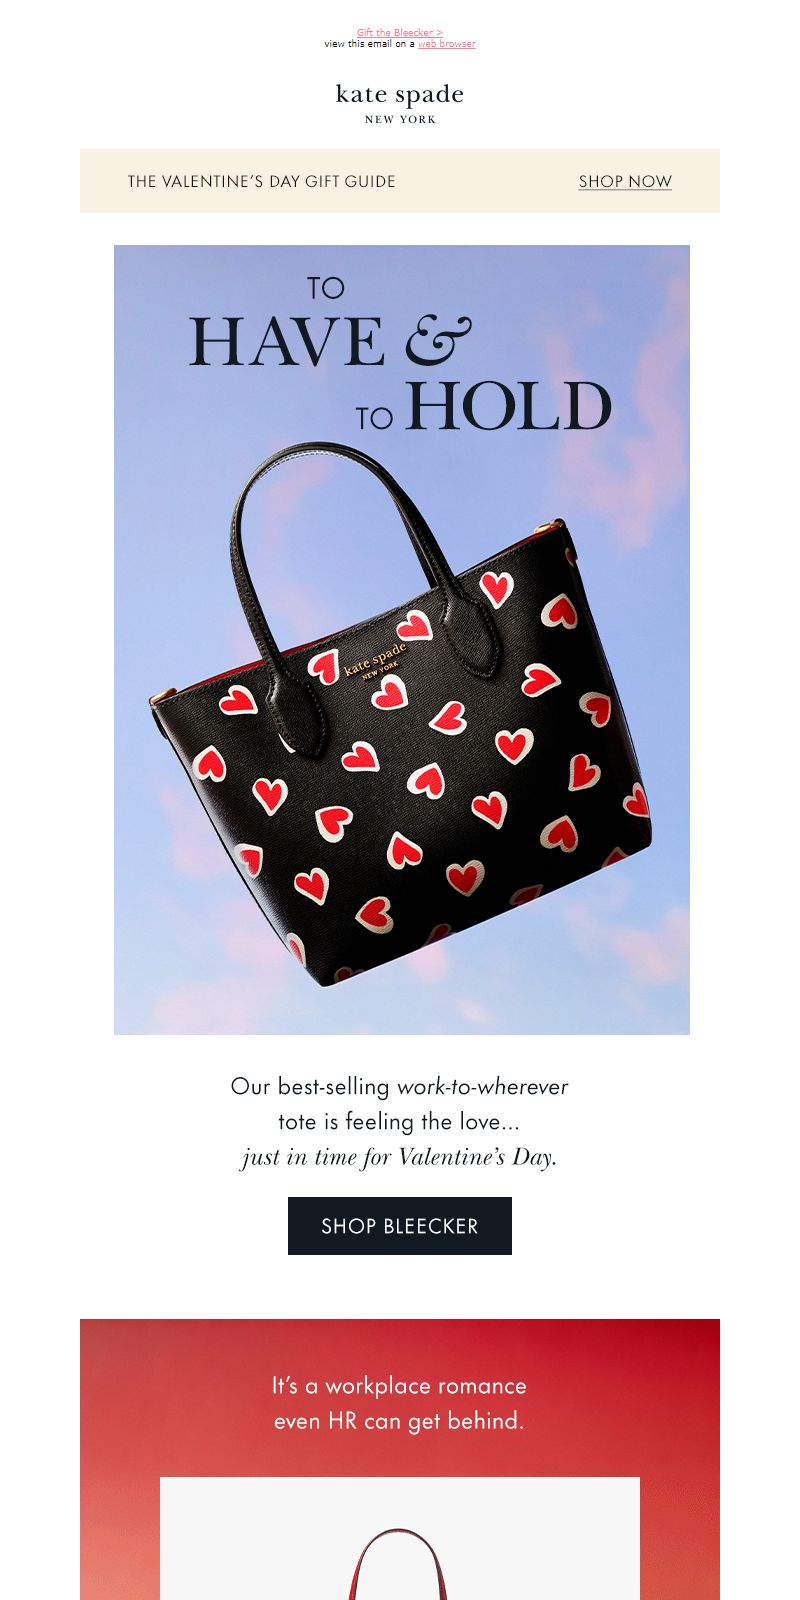 Gift the Bleecker >
view this email on a web browser
kate spade
NEW YORK
THE VALENTINE'S DAY GIFT GUIDE
SHOP NOW
TO
HAVE &
TO HOLD
kate spade
NEW YORK
Our best-selling work-to-wherever
tote is feeling the love...
just in time for Valentine's Day.
SHOP BLEECKER
It's a workplace romance
even HR can get behind.